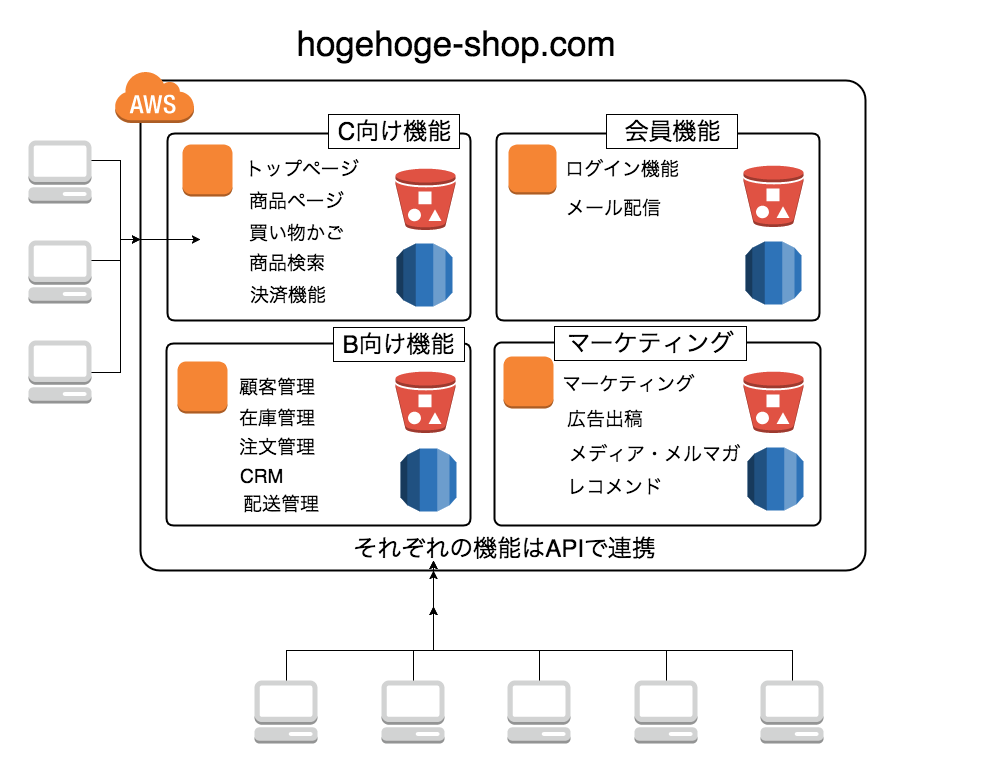 hogehoge-shop.com
AWS
C向け機能
トップページ
商品ページ
買い物かご
商品検索
決済機能
会員機能
ログイン機能
メール配信
B向け機能
顧客管理
在庫管理
注文管理
CRM
配送管理
マーケティング
マーケティング
広告出稿
メディア・メルマガ
レコメンド
それぞれの機能はAPIで連携